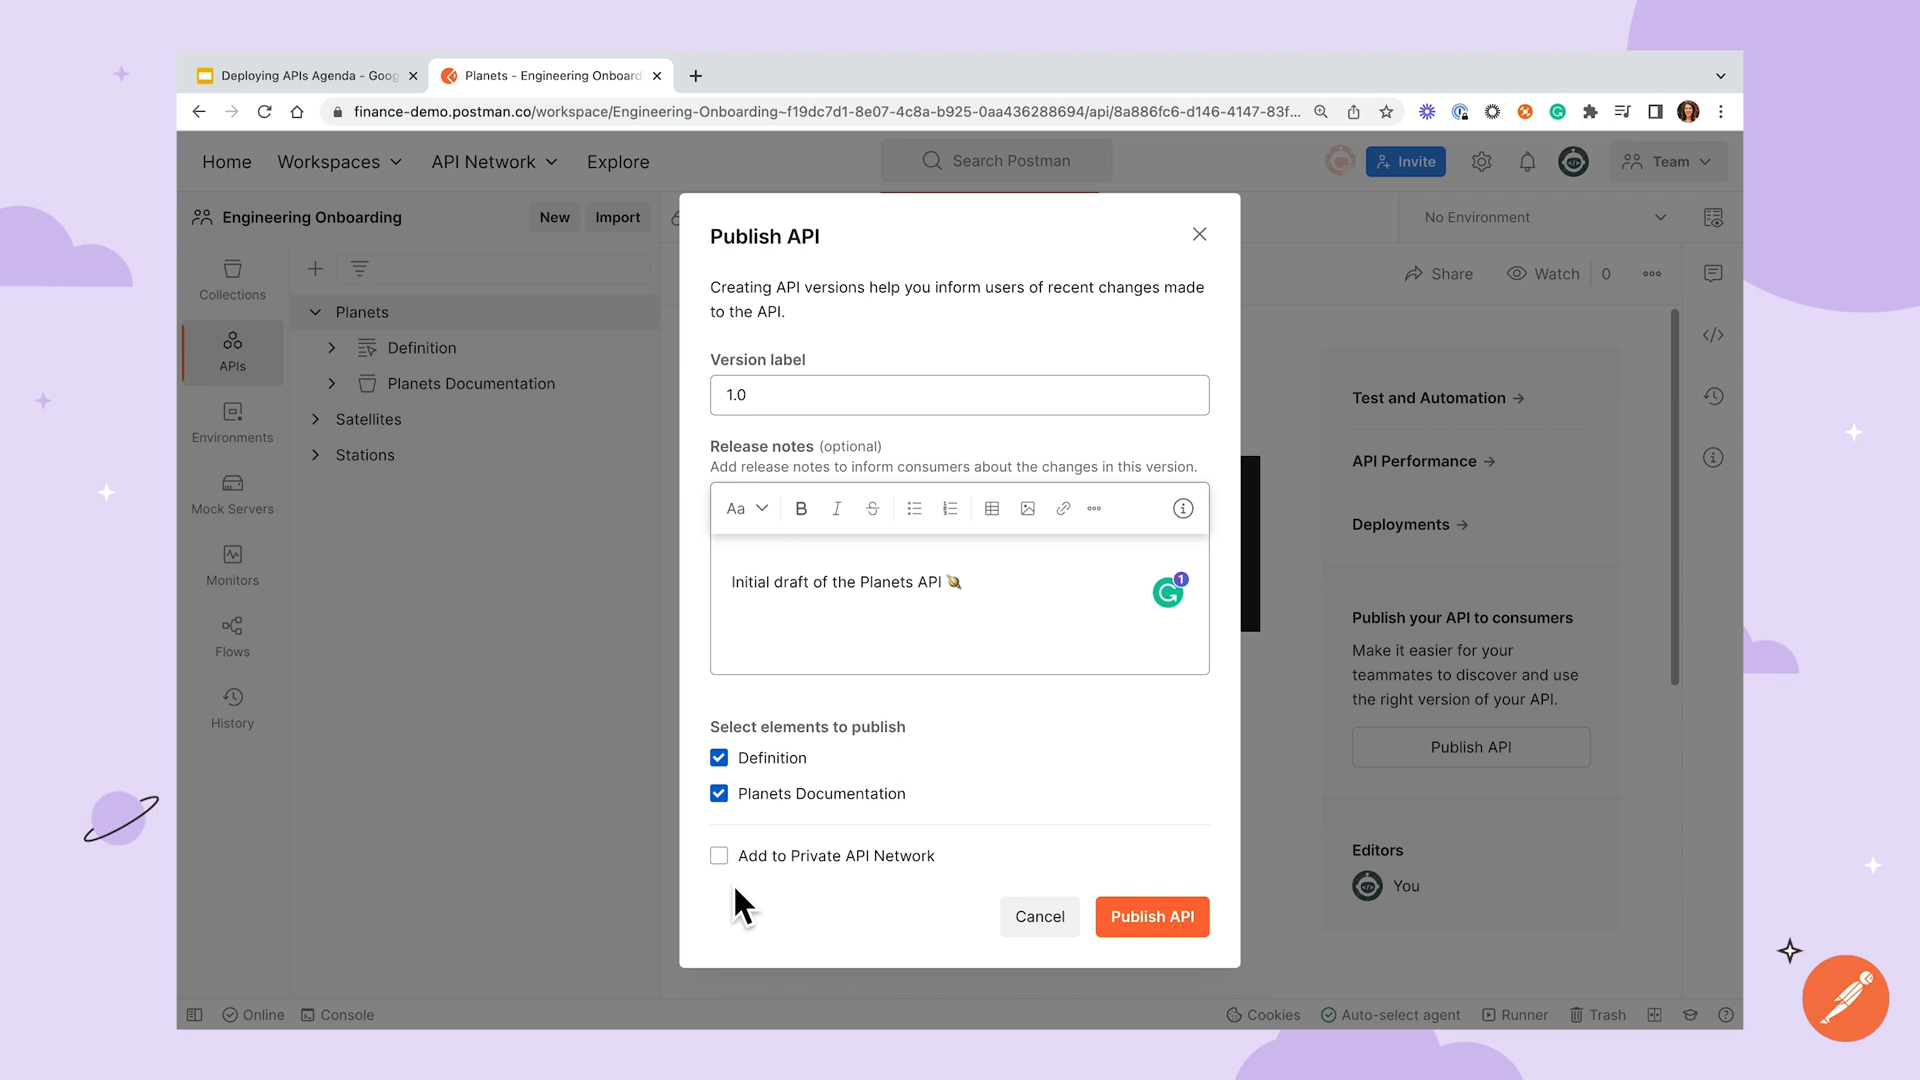 Deploying APIs Agenda - Goog
Planets - Engineering Onboard
finance-demo.postman.co/workspace/Engineering-Onboarding~f19dc7d1-8e07-4c8a-b925-0aa436288694/api/8a886fc6-d146-4147-83f...
Home Workspaces API Network Explore
Search Postman
Invite
Team
Engineering Onboarding
New Import
No Environment
Share Watch 0
Collections
APIs
Environments
Mock Servers
Monitors
Flows
History
Planets
Definition
Planets Documentation
Satellites
Stations
Publish API
Creating API versions help you inform users of recent changes made
to the API.
Version label
1.0
Release notes (optional)
Add release notes to inform consumers about the changes in this version.
Aa B I S
Initial draft of the Planets API 🪐
1
Select elements to publish
Definition
Planets Documentation
Add to Private API Network
Cancel Publish API
Test and Automation →
API Performance →
Deployments →
Publish your API to consumers
Make it easier for your
teammates to discover and use
the right version of your API.
Publish API
Editors
You
Online Console
Cookies Auto-select agent Runner Trash